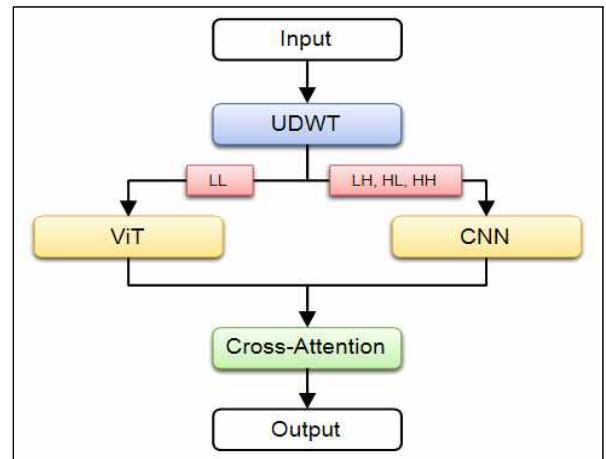 Input
UDWT
LL
LH, HL, HH
ViT
CNN
Cross-Attention
Output